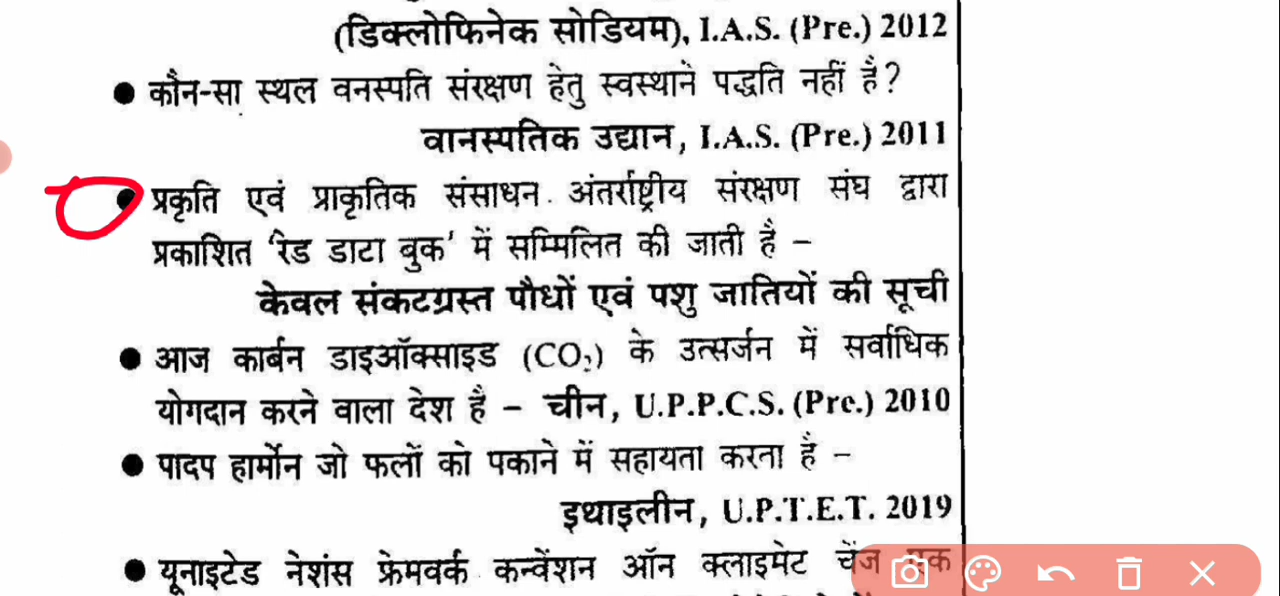 (डिक्लोफिनेक सोडियम), I.A.S. (Pre.) 2012
● कौन-सा स्थल वनस्पति संरक्षण हेतु स्वस्थाने पद्धति नहीं है?
वानस्पतिक उद्यान, I.A.S. (Pre.) 2011
● प्रकृति एवं प्राकृतिक संसाधन अंतर्राष्ट्रीय संरक्षण संघ द्वारा
प्रकाशित ‘रेड डाटा बुक’ में सम्मिलित की जाती है –
केवल संकटग्रस्त पौधों एवं पशु जातियों की सूची
● आज कार्बन डाइऑक्साइड (CO₂) के उत्सर्जन में सर्वाधिक
योगदान करने वाला देश है – चीन, U.P.P.C.S. (Pre.) 2010
● पादप हार्मोन जो फलों को पकाने में सहायता करता है –
इथाइलीन, U.P.T.E.T. 2019
● यूनाइटेड नेशंस फ्रेमवर्क कन्वेंशन ऑन क्लाइमेट चेंज एक